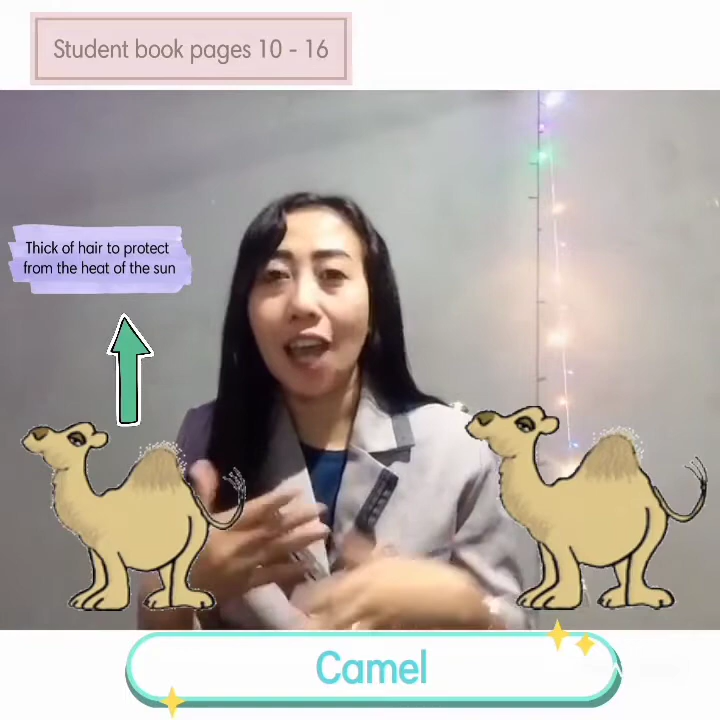 Student book pages 10 - 16
Thick of hair to protect
from the heat of the sun
Camel